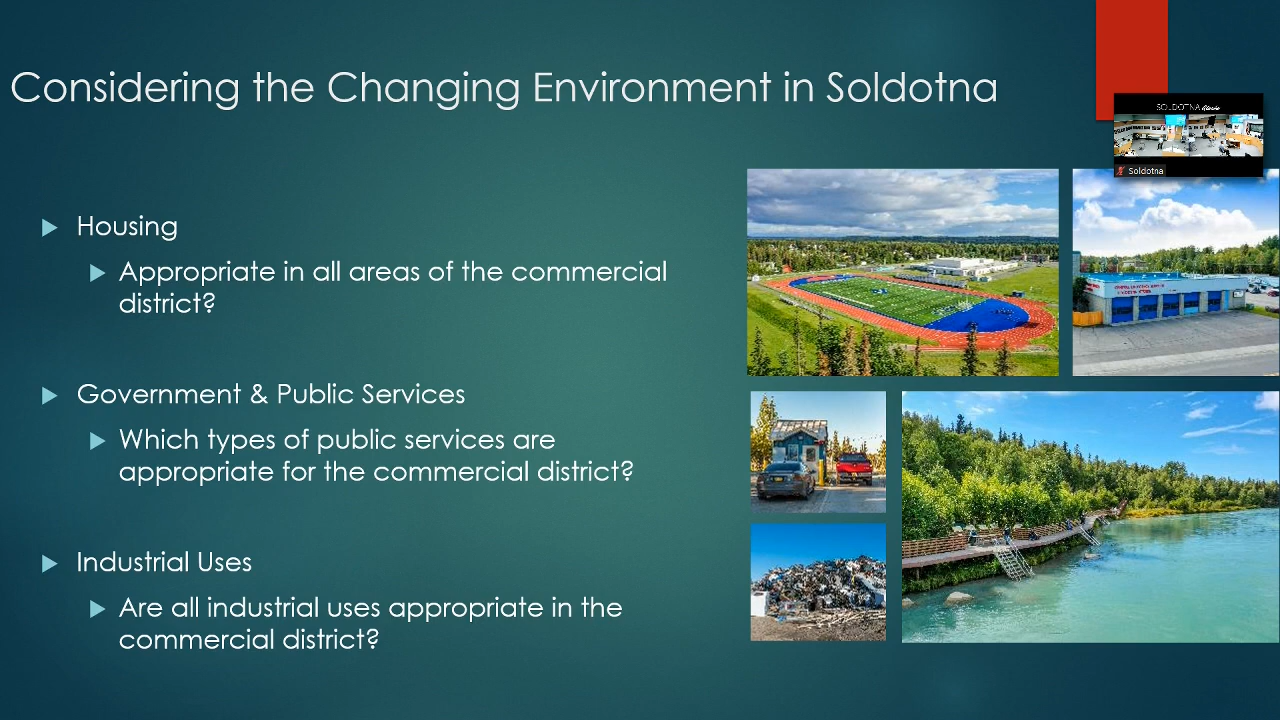 Considering the Changing Environment in Soldotna
SOLDOTNA Alaska
Soldotna
Housing
Appropriate in all areas of the commercial
district?
Government & Public Services
Which types of public services are
appropriate for the commercial district?
Industrial Uses
Are all industrial uses appropriate in the
commercial district?